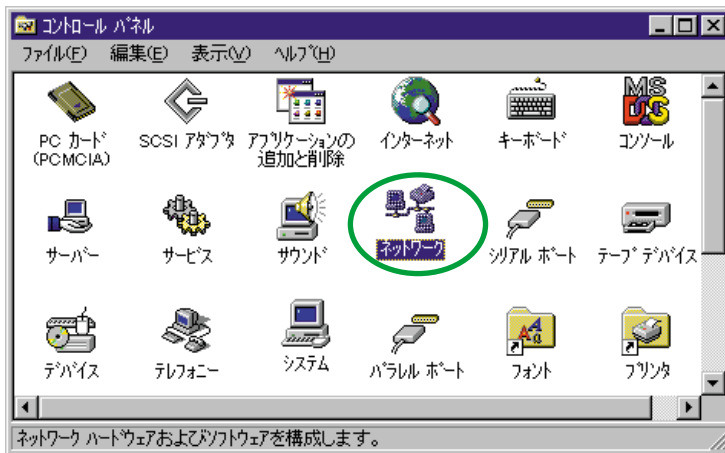 コントロール パネル
ファイル(F) 編集(E) 表示(V) ヘルプ(H)
PC カード
(PCMCIA)
SCSI アダプタ
アプリケーションの
追加と削除
インターネット
キーボード
MS
DOS
コンソール
サーバー
サービス
サウンド
ネットワーク
シリアル ポート
テープ デバイス
デバイス
テレフォニー
システム
パラレル ポート
フォント
プリンタ
ネットワーク ハードウェアおよびソフトウェアを構成します。